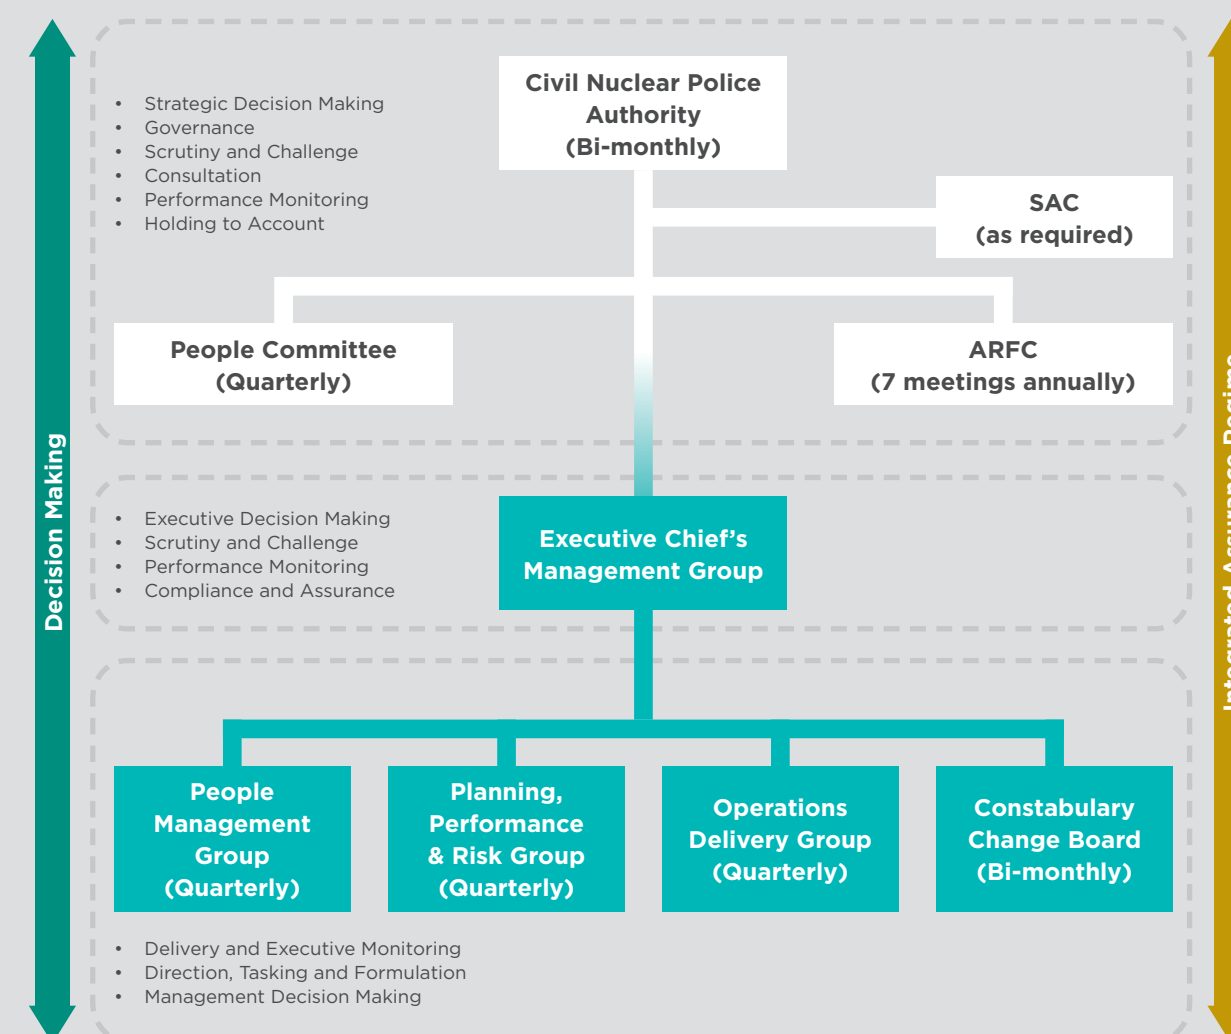 • Strategic Decision Making
• Governance
• Scrutiny and Challenge
• Consultation
• Performance Monitoring
• Holding to Account
Civil Nuclear Police
Authority
(Bi-monthly)
SAC
(as required)
People Committee
(Quarterly)
ARFC
(7 meetings annually)
Decision Making
Integrated Assurance Regime
• Executive Decision Making
• Scrutiny and Challenge
• Performance Monitoring
• Compliance and Assurance
Executive Chief’s
Management Group
People
Management
Group
(Quarterly)
Planning,
Performance
& Risk Group
(Quarterly)
Operations
Delivery Group
(Quarterly)
Constabulary
Change Board
(Bi-monthly)
• Delivery and Executive Monitoring
• Direction, Tasking and Formulation
• Management Decision Making